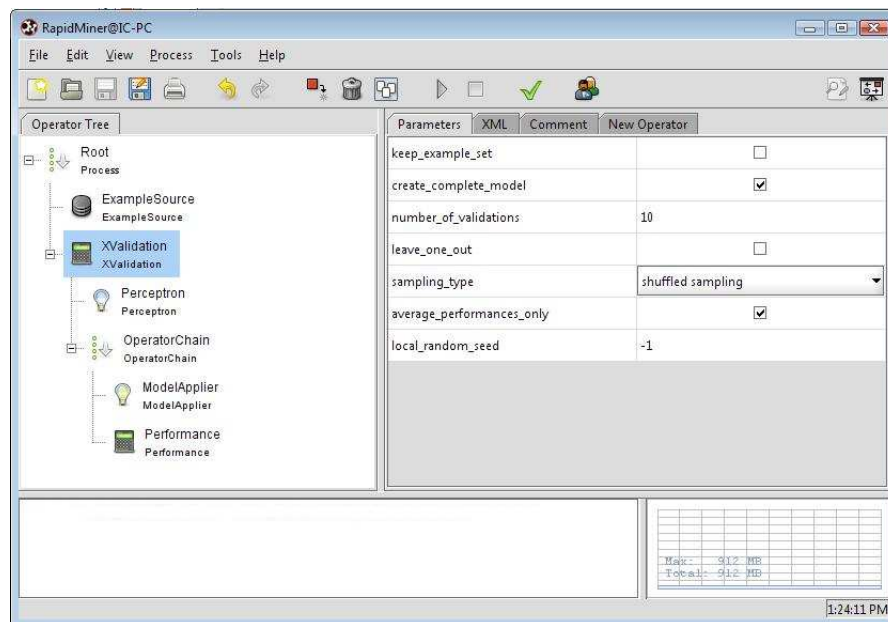 RapidMiner@IC-PC
File Edit View Process Tools Help
Operator Tree
Root
Process
ExampleSource
ExampleSource
XValidation
XValidation
Perceptron
Perceptron
OperatorChain
OperatorChain
ModelApplier
ModelApplier
Performance
Performance
Parameters XML Comment New Operator
keep_example_set
create_complete_model
number_of_validations 10
leave_one_out
sampling_type shuffled sampling
average_performances_only
local_random_seed -1
Max: 912 MB
Total: 912 MB
1:24:11 PM